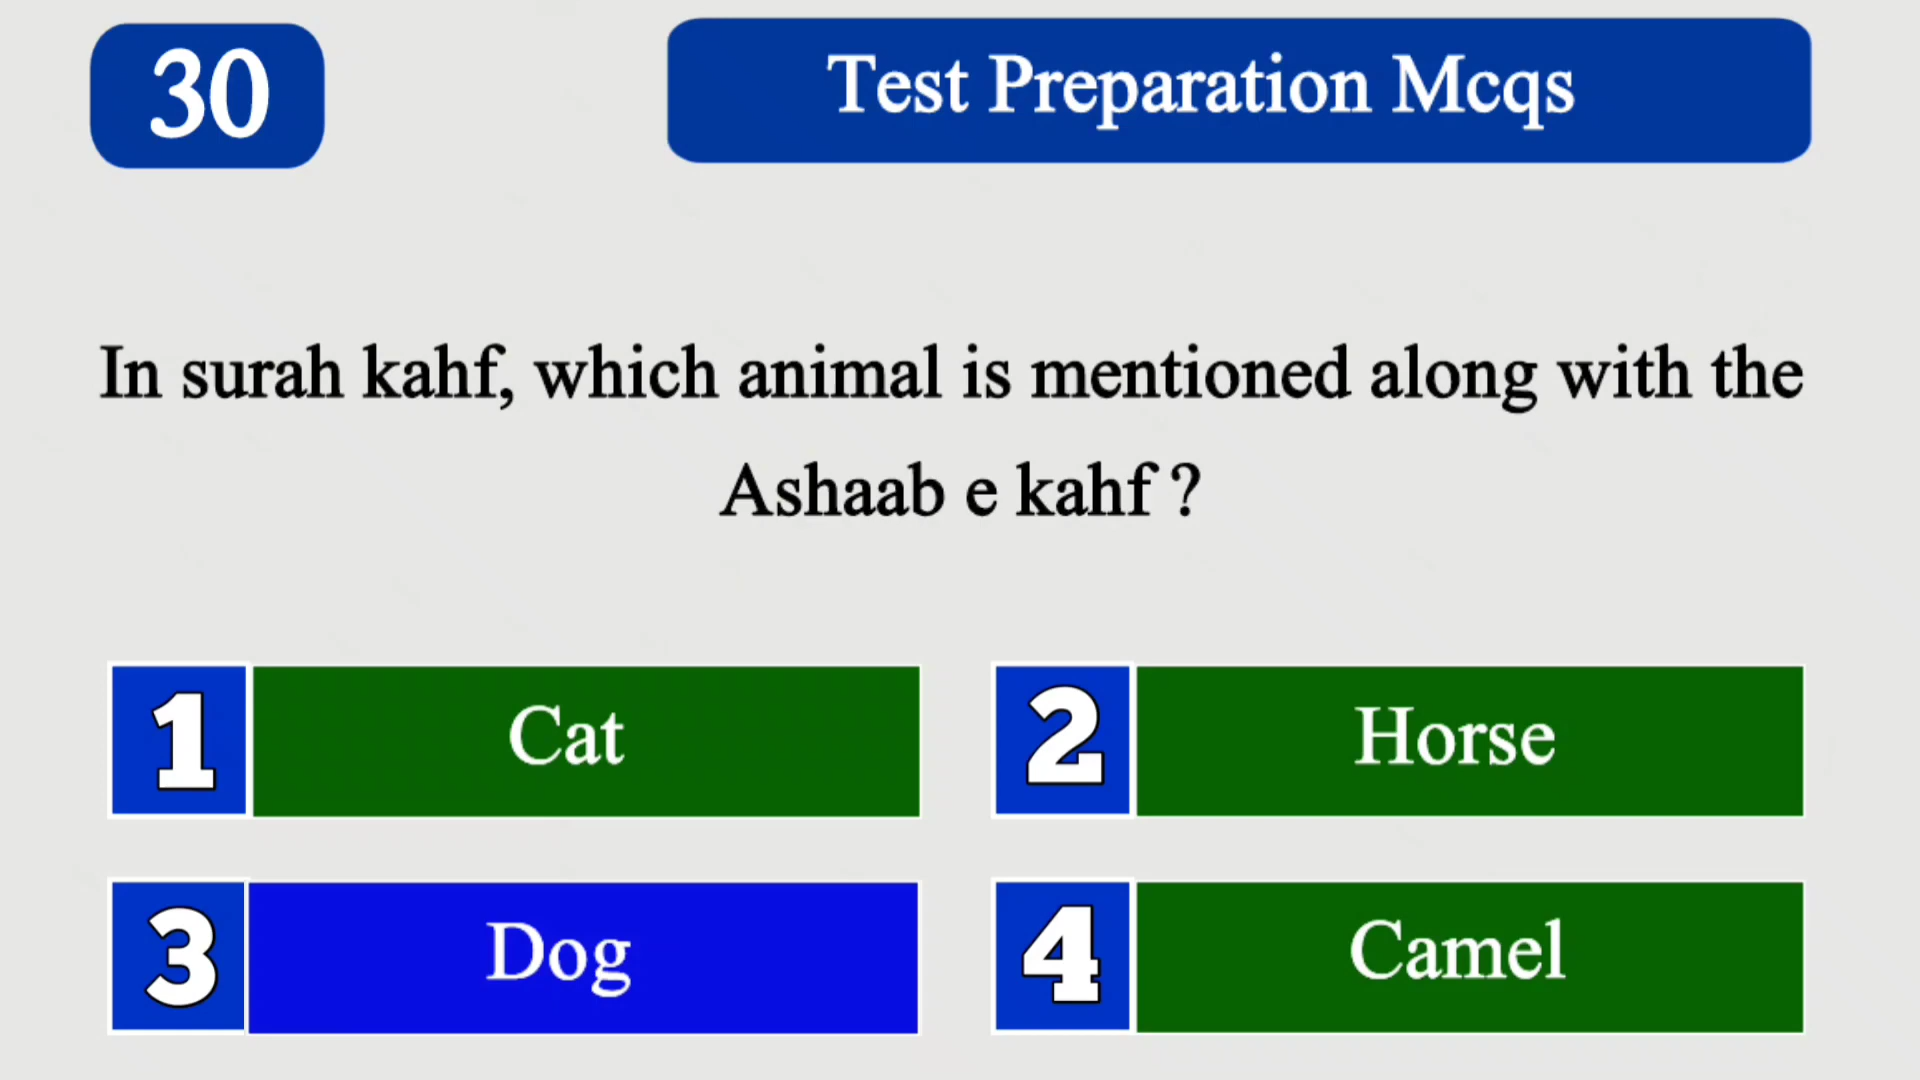 30
Test Preparation Mcqs
In surah kahf, which animal is mentioned along with the
Ashaab e kahf ?
1 Cat
2 Horse
3 Dog
4 Camel